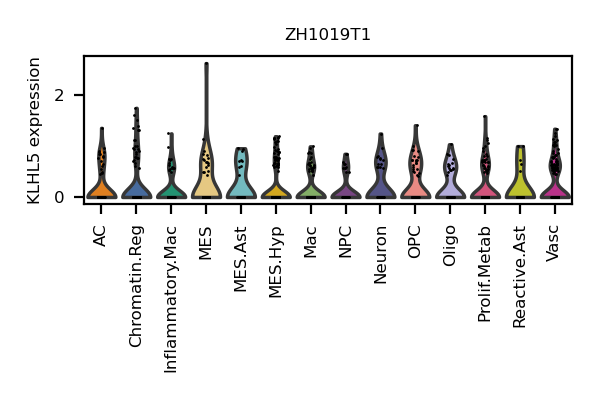 ZH1019T1
KLHL5 expression
2
0
AC
Chromatin.Reg
Inflammatory.Mac
MES
MES.Ast
MES.Hyp
Mac
NPC
Neuron
OPC
Oligo
Prolif.Metab
Reactive.Ast
Vasc